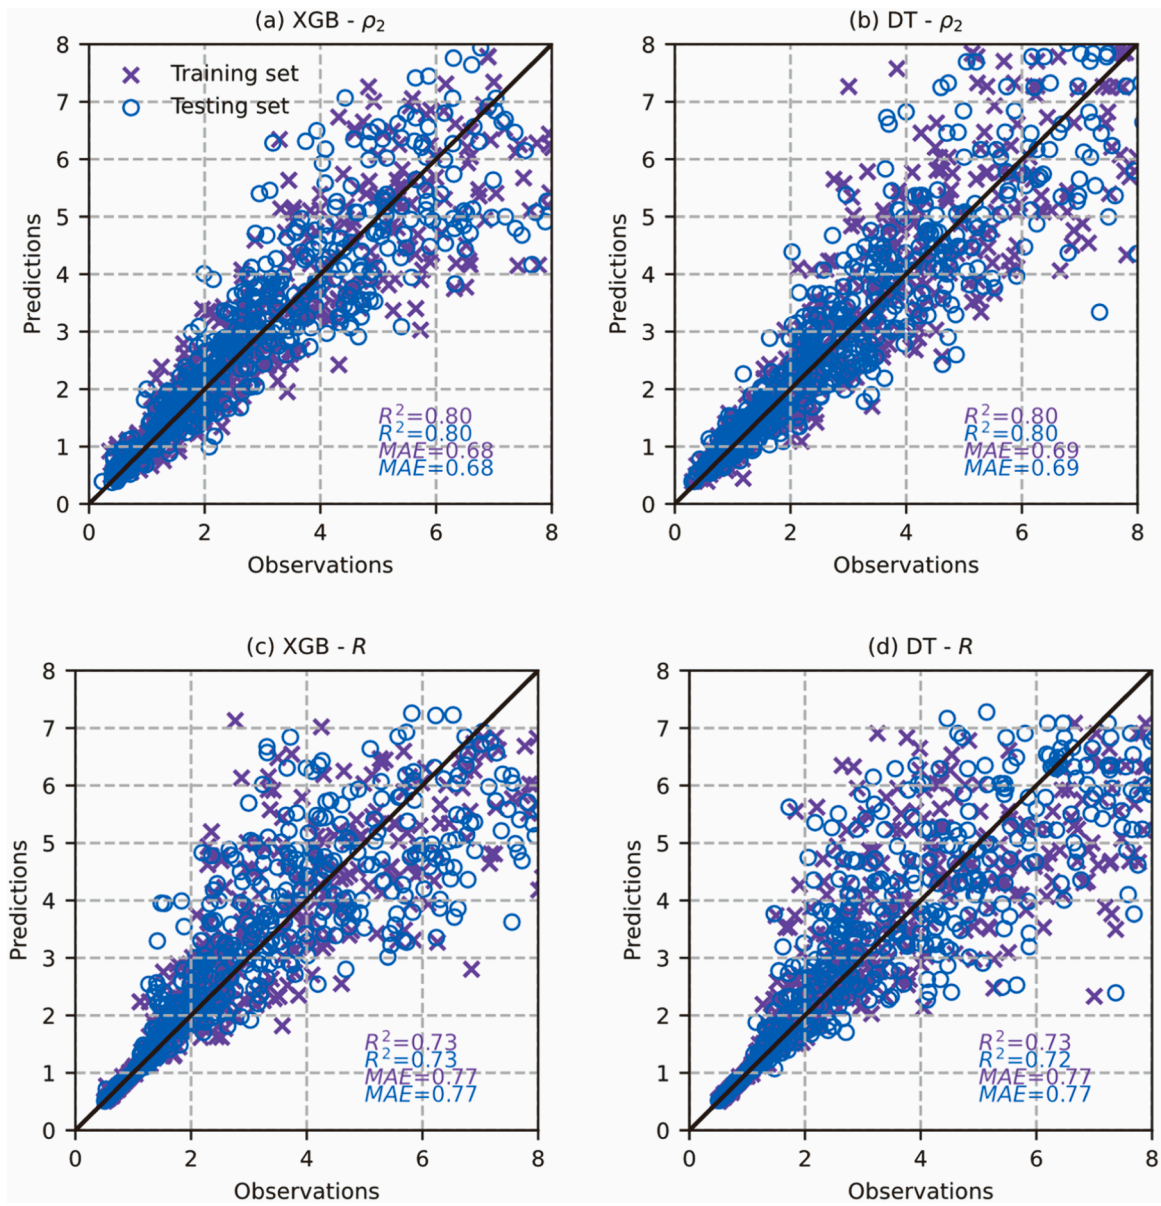 (a) XGB - ρ₂
8
7
6
5
4
3
2
1
0
Predictions
Training set
Testing set
R²=0.80
R²=0.80
MAE=0.68
MAE=0.68
0 2 4 6 8
Observations
(b) DT - ρ₂
8
7
6
5
4
3
2
1
0
Predictions
R²=0.80
R²=0.80
MAE=0.69
MAE=0.69
0 2 4 6 8
Observations
(c) XGB - R
8
7
6
5
4
3
2
1
0
Predictions
R²=0.73
R²=0.73
MAE=0.77
MAE=0.77
0 2 4 6 8
Observations
(d) DT - R
8
7
6
5
4
3
2
1
0
Predictions
R²=0.73
R²=0.72
MAE=0.77
MAE=0.77
0 2 4 6 8
Observations